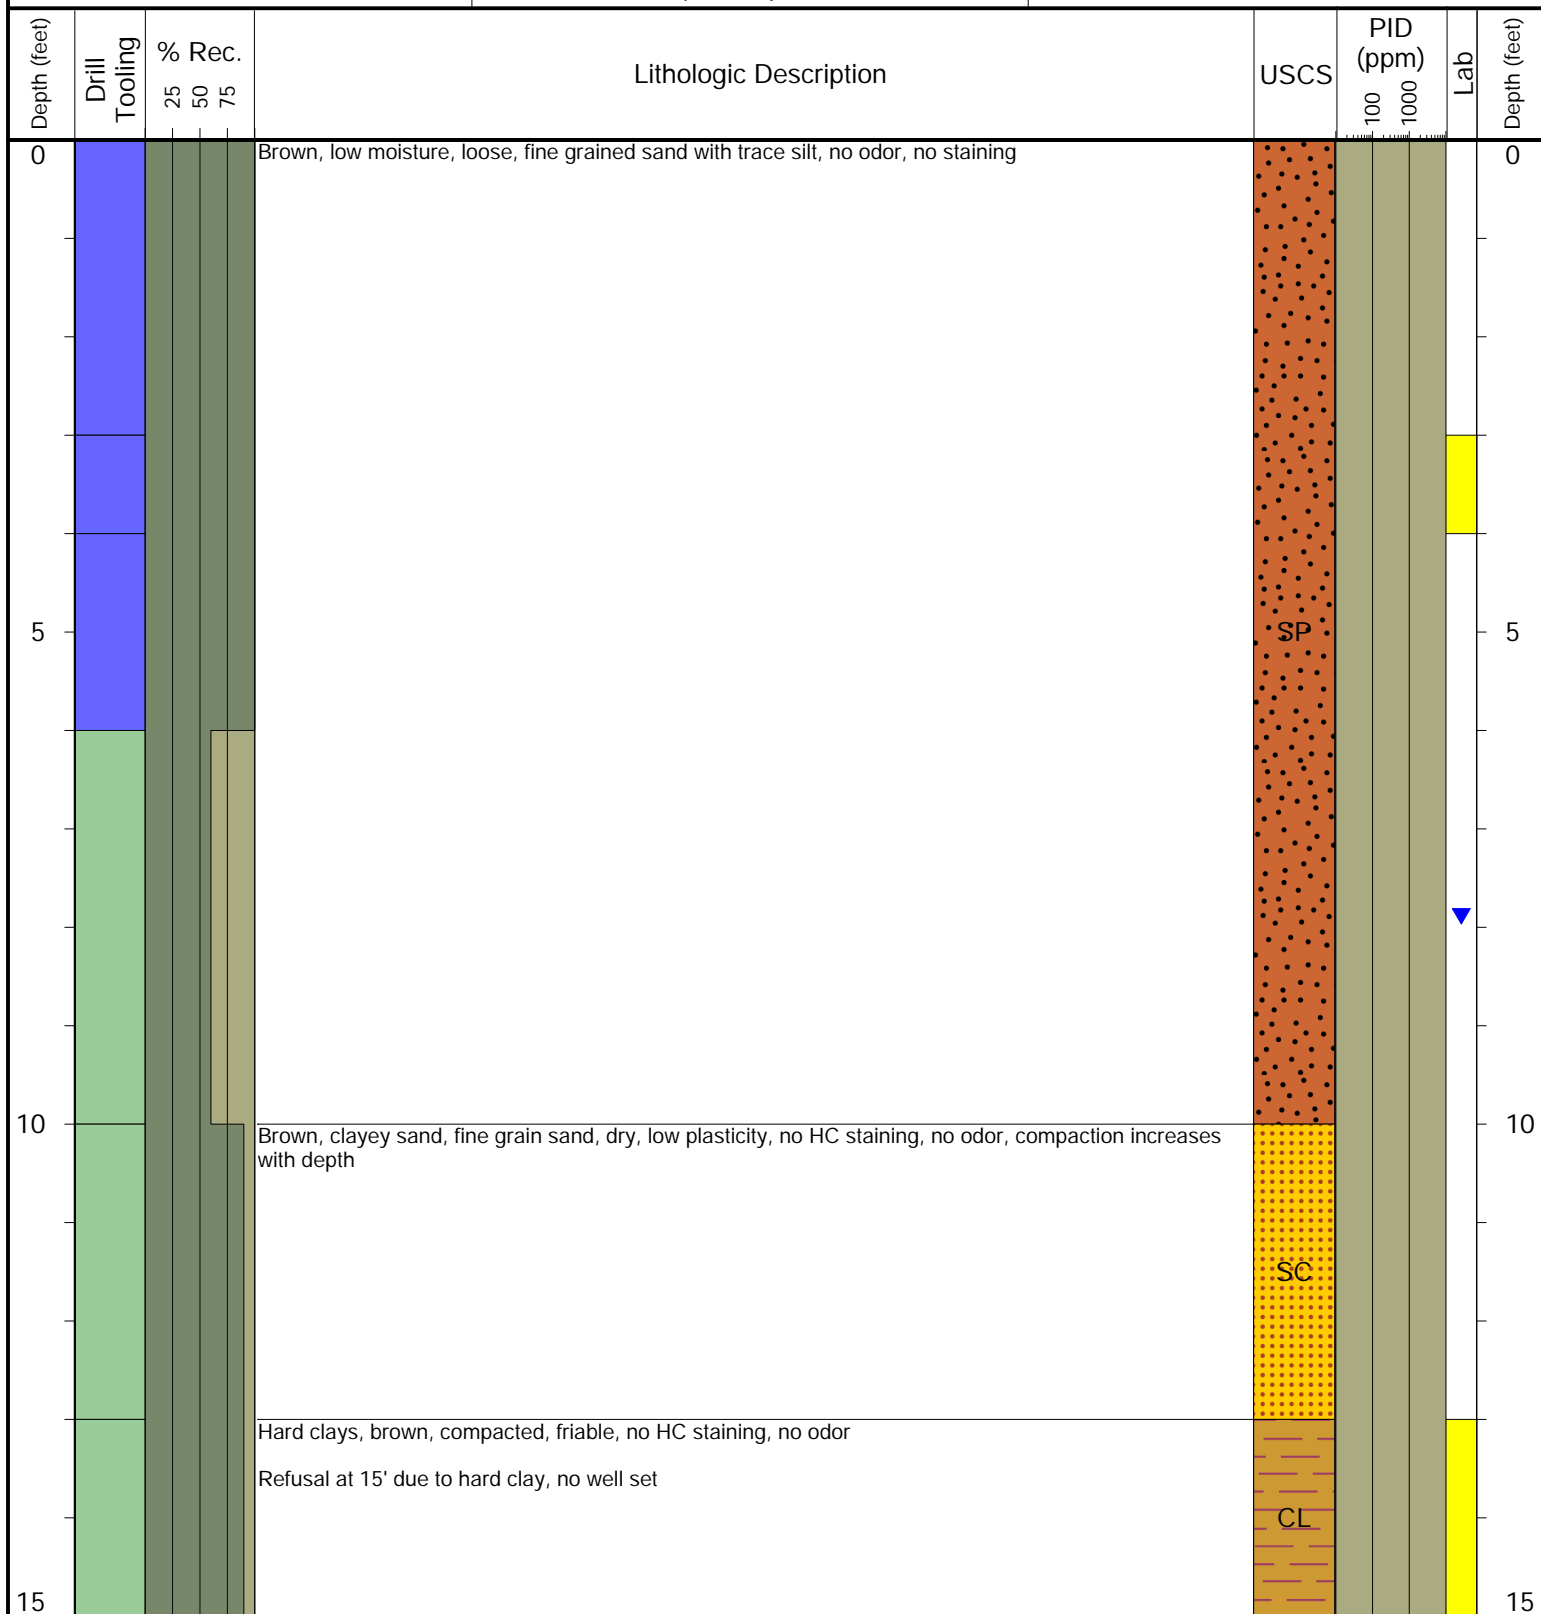 Depth (feet)
Drill Tooling
% Rec.
25 50 75
Lithologic Description
USCS
PID
(ppm)
100 1000
Lab
Depth (feet)
0
Brown, low moisture, loose, fine grained sand with trace silt, no odor, no staining
0
5
SP
5
10
Brown, clayey sand, fine grain sand, dry, low plasticity, no HC staining, no odor, compaction increases
with depth
10
SC
Hard clays, brown, compacted, friable, no HC staining, no odor
Refusal at 15' due to hard clay, no well set
CL
15
15